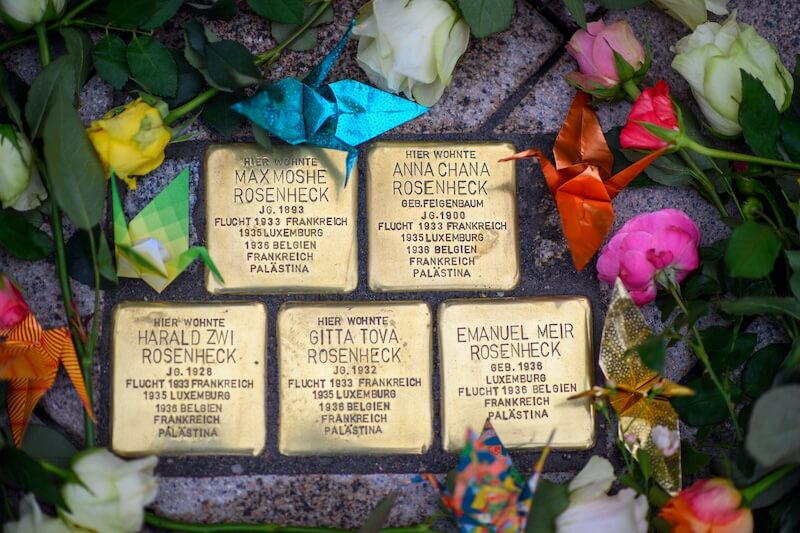 HIER WOHNTE
MAX MOSHE
ROSENHECK
JG. 1893
FLUCHT 1933 FRANKREICH
1935 LUXEMBURG
1936 BELGIEN
FRANKREICH
PALÄSTINA
HIER WOHNTE
ANNA CHANA
ROSENHECK
GEB. FEIGENBAUM
JG. 1900
FLUCHT 1933 FRANKREICH
1935 LUXEMBURG
1936 BELGIEN
FRANKREICH
PALÄSTINA
HIER WOHNTE
HARALD ZWI
ROSENHECK
JG. 1928
FLUCHT 1933 FRANKREICH
1935 LUXEMBURG
1936 BELGIEN
FRANKREICH
PALÄSTINA
HIER WOHNTE
GITTA TOVA
ROSENHECK
JG. 1932
FLUCHT 1933 FRANKREICH
1935 LUXEMBURG
1936 BELGIEN
FRANKREICH
PALÄSTINA
EMANUEL MEIR
ROSENHECK
GEB. 1936
LUXEMBURG
FLUCHT 1936 BELGIEN
FRANKREICH
PALÄSTINA